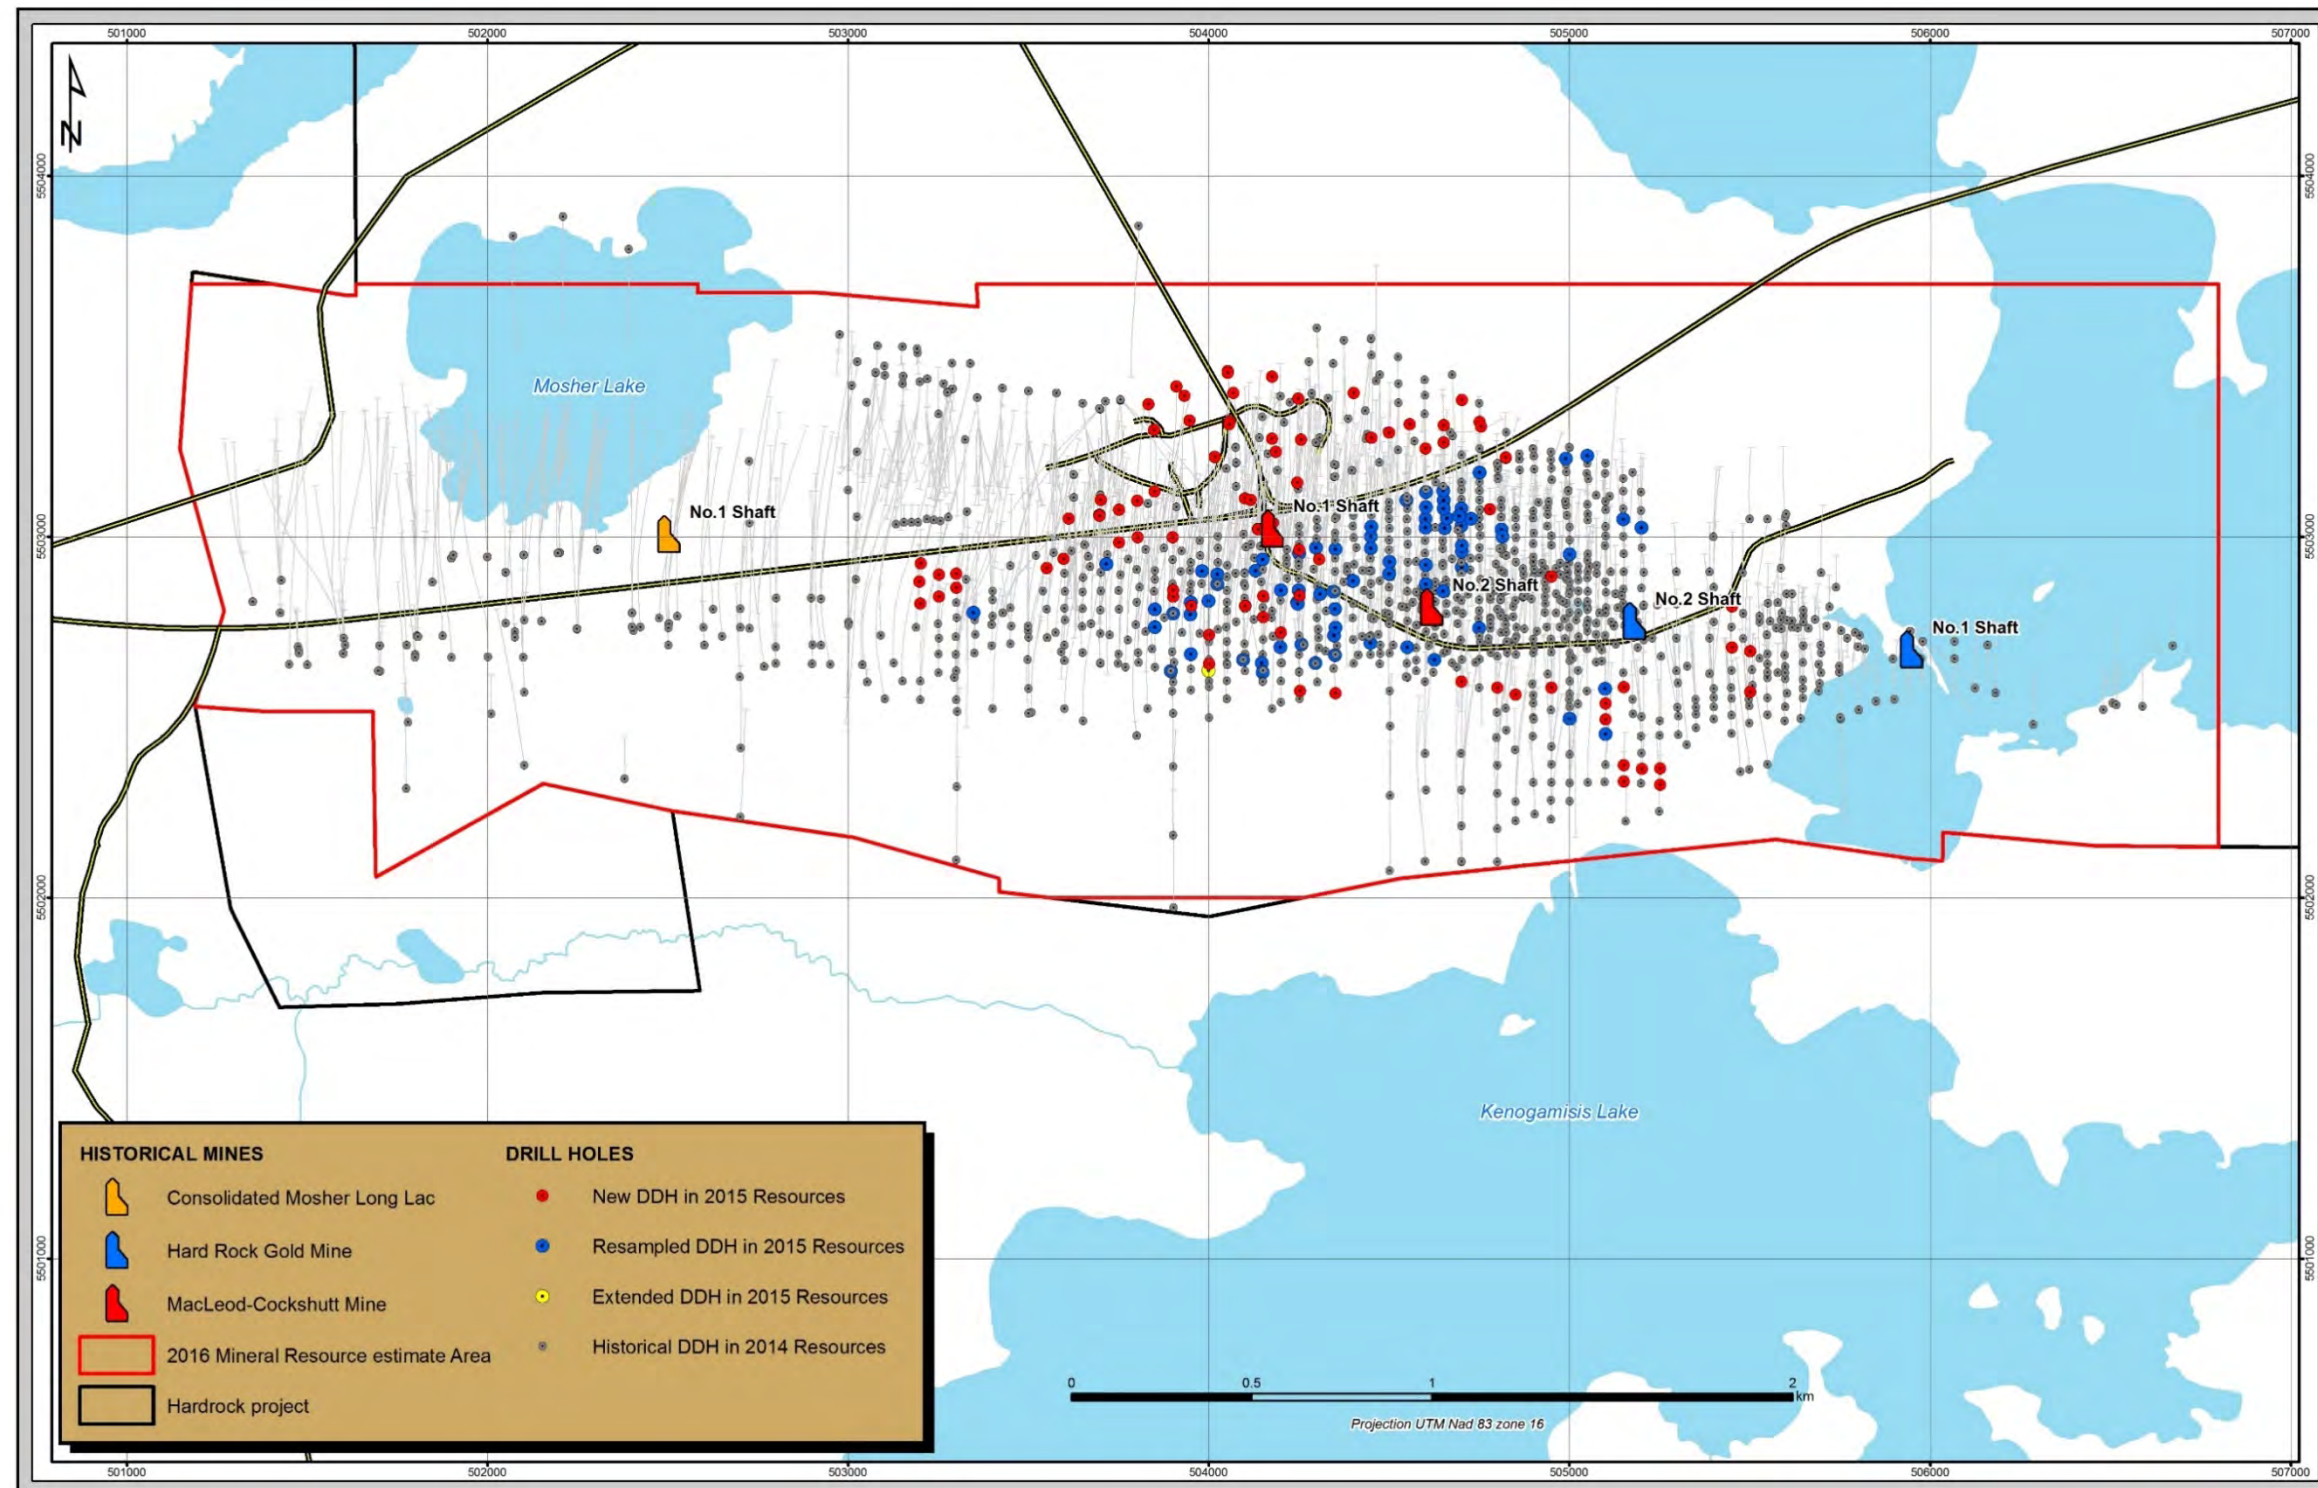 501000 502000 503000 504000 505000 506000 507000
N
5504000 5504000
Mosher Lake
No.1 Shaft No.1 Shaft
5503000 5503000
No.2 Shaft
No.2 Shaft
No.1 Shaft
5502000 5502000
Kenogamisis Lake
5501000 5501000
HISTORICAL MINES
Consolidated Mosher Long Lac
Hard Rock Gold Mine
MacLeod-Cockshutt Mine
2016 Mineral Resource estimate Area
Hardrock project
DRILL HOLES
New DDH in 2015 Resources
Resampled DDH in 2015 Resources
Extended DDH in 2015 Resources
Historical DDH in 2014 Resources
0 0.5 1 2
km
Projection UTM Nad 83 zone 16
501000 502000 503000 504000 505000 506000 507000